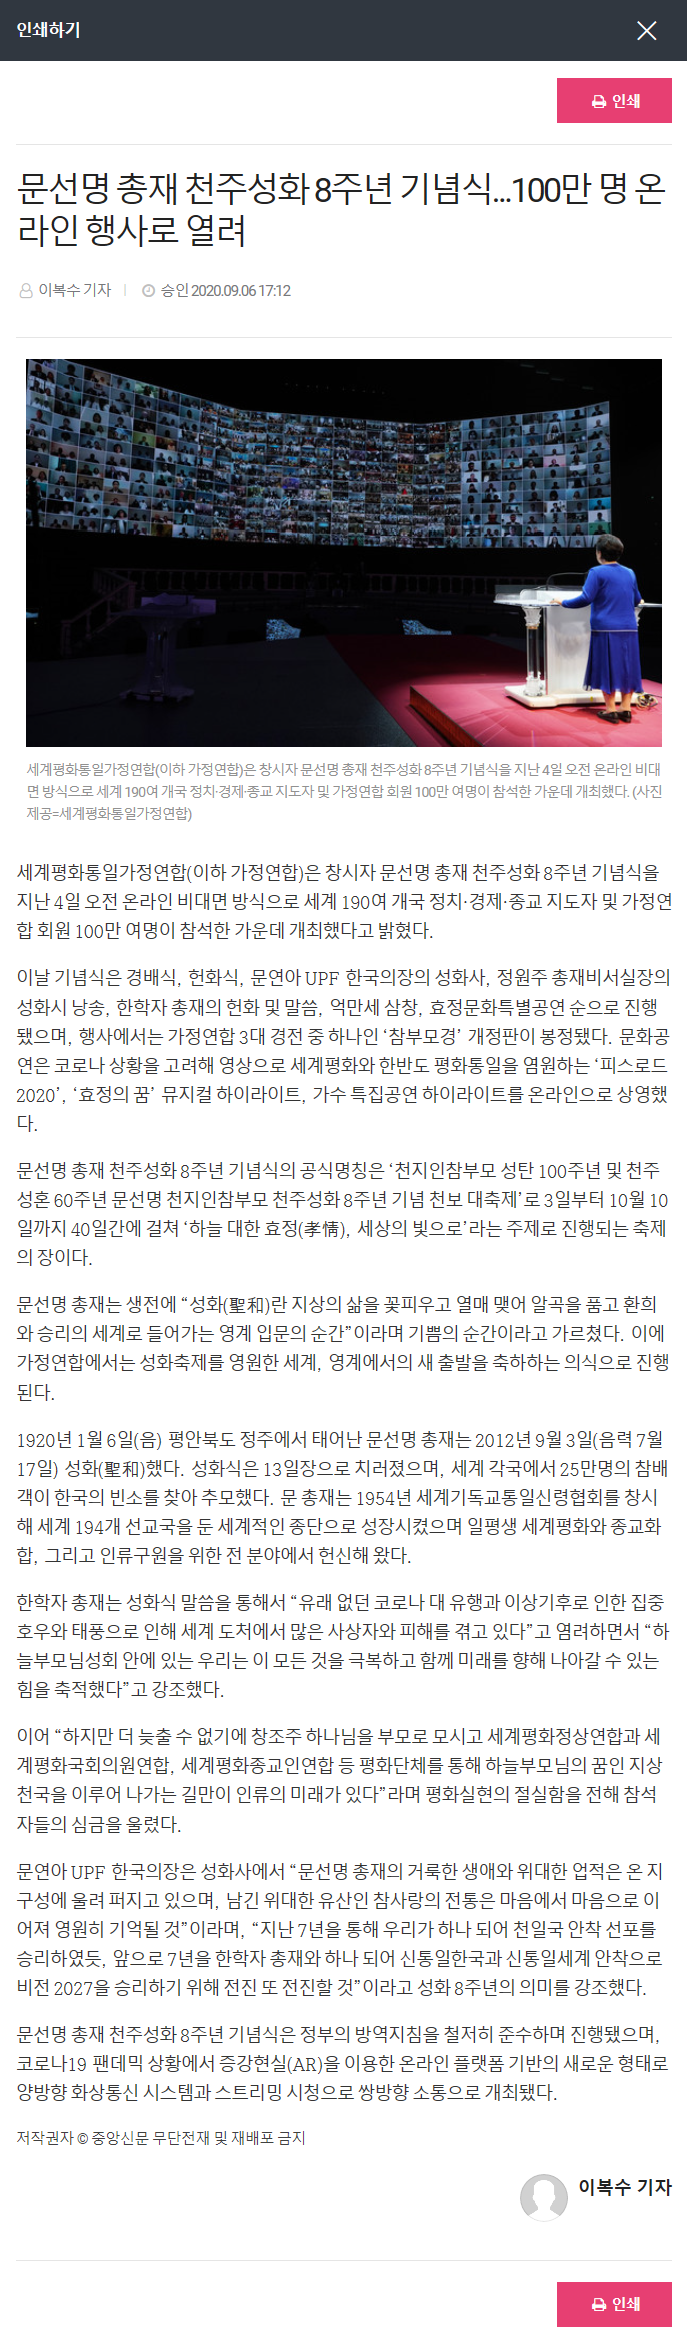 인쇄하기
인쇄
문선명 총재 천주성화 8주년 기념식...100만 명 온
라인 행사로 열려
이복수 기자 승인 2020.09.06 17:12
세계평화통일가정연합(이하 가정연합)은 창시자 문선명 총재 천주성화 8주년 기념식을 지난 4일 오전 온라인 비대
면 방식으로 세계 190여 개국 정치·경제·종교 지도자 및 가정연합 회원 100만 여명이 참석한 가운데 개최했다. (사진
제공=세계평화통일가정연합)
세계평화통일가정연합(이하 가정연합)은 창시자 문선명 총재 천주성화 8주년 기념식을
지난 4일 오전 온라인 비대면 방식으로 세계 190여 개국 정치·경제·종교 지도자 및 가정연
합 회원 100만 여명이 참석한 가운데 개최했다고 밝혔다.
이날 기념식은 경배식, 헌화식, 문연아 UPF 한국의장의 성화사, 정원주 총재비서실장의
성화시 낭송, 한학자 총재의 헌화 및 말씀, 억만세 삼창, 효정문화특별공연 순으로 진행
됐으며, 행사에서는 가정연합 3대 경전 중 하나인 ‘참부모경’ 개정판이 봉정됐다. 문화공
연은 코로나 상황을 고려해 영상으로 세계평화와 한반도 평화통일을 염원하는 ‘피스로드
2020’, ‘효정의 꿈’ 뮤지컬 하이라이트, 가수 특집공연 하이라이트를 온라인으로 상영했
다.
문선명 총재 천주성화 8주년 기념식의 공식명칭은 ‘천지인참부모 성탄 100주년 및 천주
성혼 60주년 문선명 천지인참부모 천주성화 8주년 기념 천보 대축제’로 3일부터 10월 10
일까지 40일간에 걸쳐 ‘하늘 대한 효정(孝情), 세상의 빛으로’라는 주제로 진행되는 축제
의 장이다.
문선명 총재는 생전에 “성화(聖和)란 지상의 삶을 꽃피우고 열매 맺어 알곡을 품고 환희
와 승리의 세계로 들어가는 영계 입문의 순간”이라며 기쁨의 순간이라고 가르쳤다. 이에
가정연합에서는 성화축제를 영원한 세계, 영계에서의 새 출발을 축하하는 의식으로 진행
된다.
1920년 1월 6일(음) 평안북도 정주에서 태어난 문선명 총재는 2012년 9월 3일(음력 7월
17일) 성화(聖和)했다. 성화식은 13일장으로 치러졌으며, 세계 각국에서 25만명의 참배
객이 한국의 빈소를 찾아 추모했다. 문 총재는 1954년 세계기독교통일신령협회를 창시
해 세계 194개 선교국을 둔 세계적인 종단으로 성장시켰으며 일평생 세계평화와 종교화
합, 그리고 인류구원을 위한 전 분야에서 헌신해 왔다.
한학자 총재는 성화식 말씀을 통해서 “유래 없던 코로나 대 유행과 이상기후로 인한 집중
호우와 태풍으로 인해 세계 도처에서 많은 사상자와 피해를 겪고 있다”고 염려하면서 “하
늘부모님성회 안에 있는 우리는 이 모든 것을 극복하고 함께 미래를 향해 나아갈 수 있는
힘을 축적했다”고 강조했다.
이어 “하지만 더 늦출 수 없기에 창조주 하나님을 부모로 모시고 세계평화정상연합과 세
계평화국회의원연합, 세계평화종교인연합 등 평화단체를 통해 하늘부모님의 꿈인 지상
천국을 이루어 나가는 길만이 인류의 미래가 있다”라며 평화실현의 절실함을 전해 참석
자들의 심금을 울렸다.
문연아 UPF 한국의장은 성화사에서 “문선명 총재의 거룩한 생애와 위대한 업적은 온 지
구성에 울려 퍼지고 있으며, 남긴 위대한 유산인 참사랑의 전통은 마음에서 마음으로 이
어져 영원히 기억될 것”이라며, “지난 7년을 통해 우리가 하나 되어 천일국 안착 선포를
승리하였듯, 앞으로 7년을 한학자 총재와 하나 되어 신통일한국과 신통일세계 안착으로
비전 2027을 승리하기 위해 전진 또 전진할 것”이라고 성화 8주년의 의미를 강조했다.
문선명 총재 천주성화 8주년 기념식은 정부의 방역지침을 철저히 준수하며 진행됐으며,
코로나19 팬데믹 상황에서 증강현실(AR)을 이용한 온라인 플랫폼 기반의 새로운 형태로
양방향 화상통신 시스템과 스트리밍 시청으로 쌍방향 소통으로 개최됐다.
저작권자 © 중앙신문 무단전재 및 재배포 금지
이복수 기자
인쇄